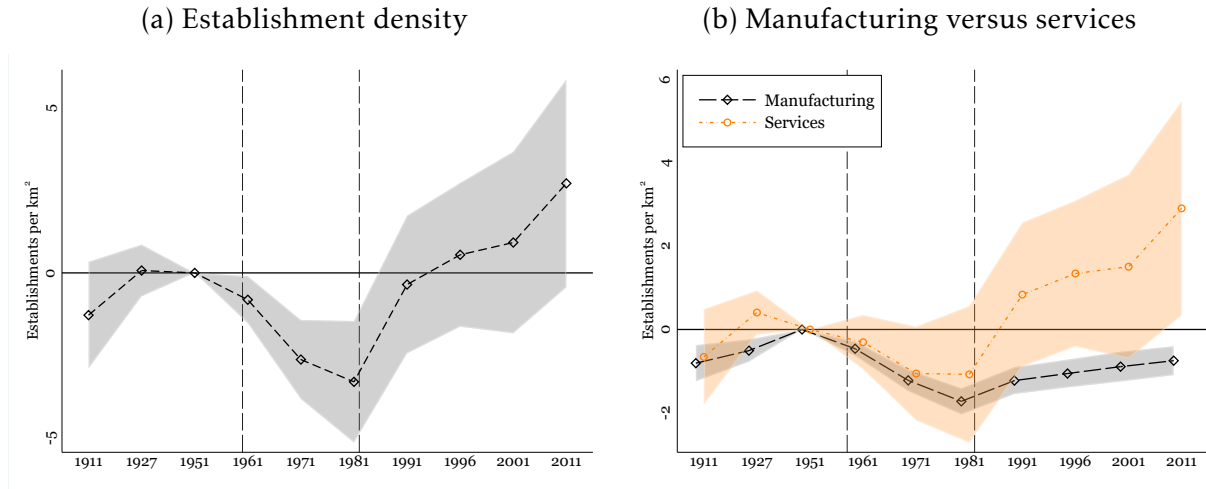 (a) Establishment density
(b) Manufacturing versus services
Establishments per km²
5
0
-5
1911 1927 1951 1961 1971 1981 1991 1996 2001 2011
Establishments per km²
6
4
2
0
-2
Manufacturing
Services
1911 1927 1951 1961 1971 1981 1991 1996 2001 2011